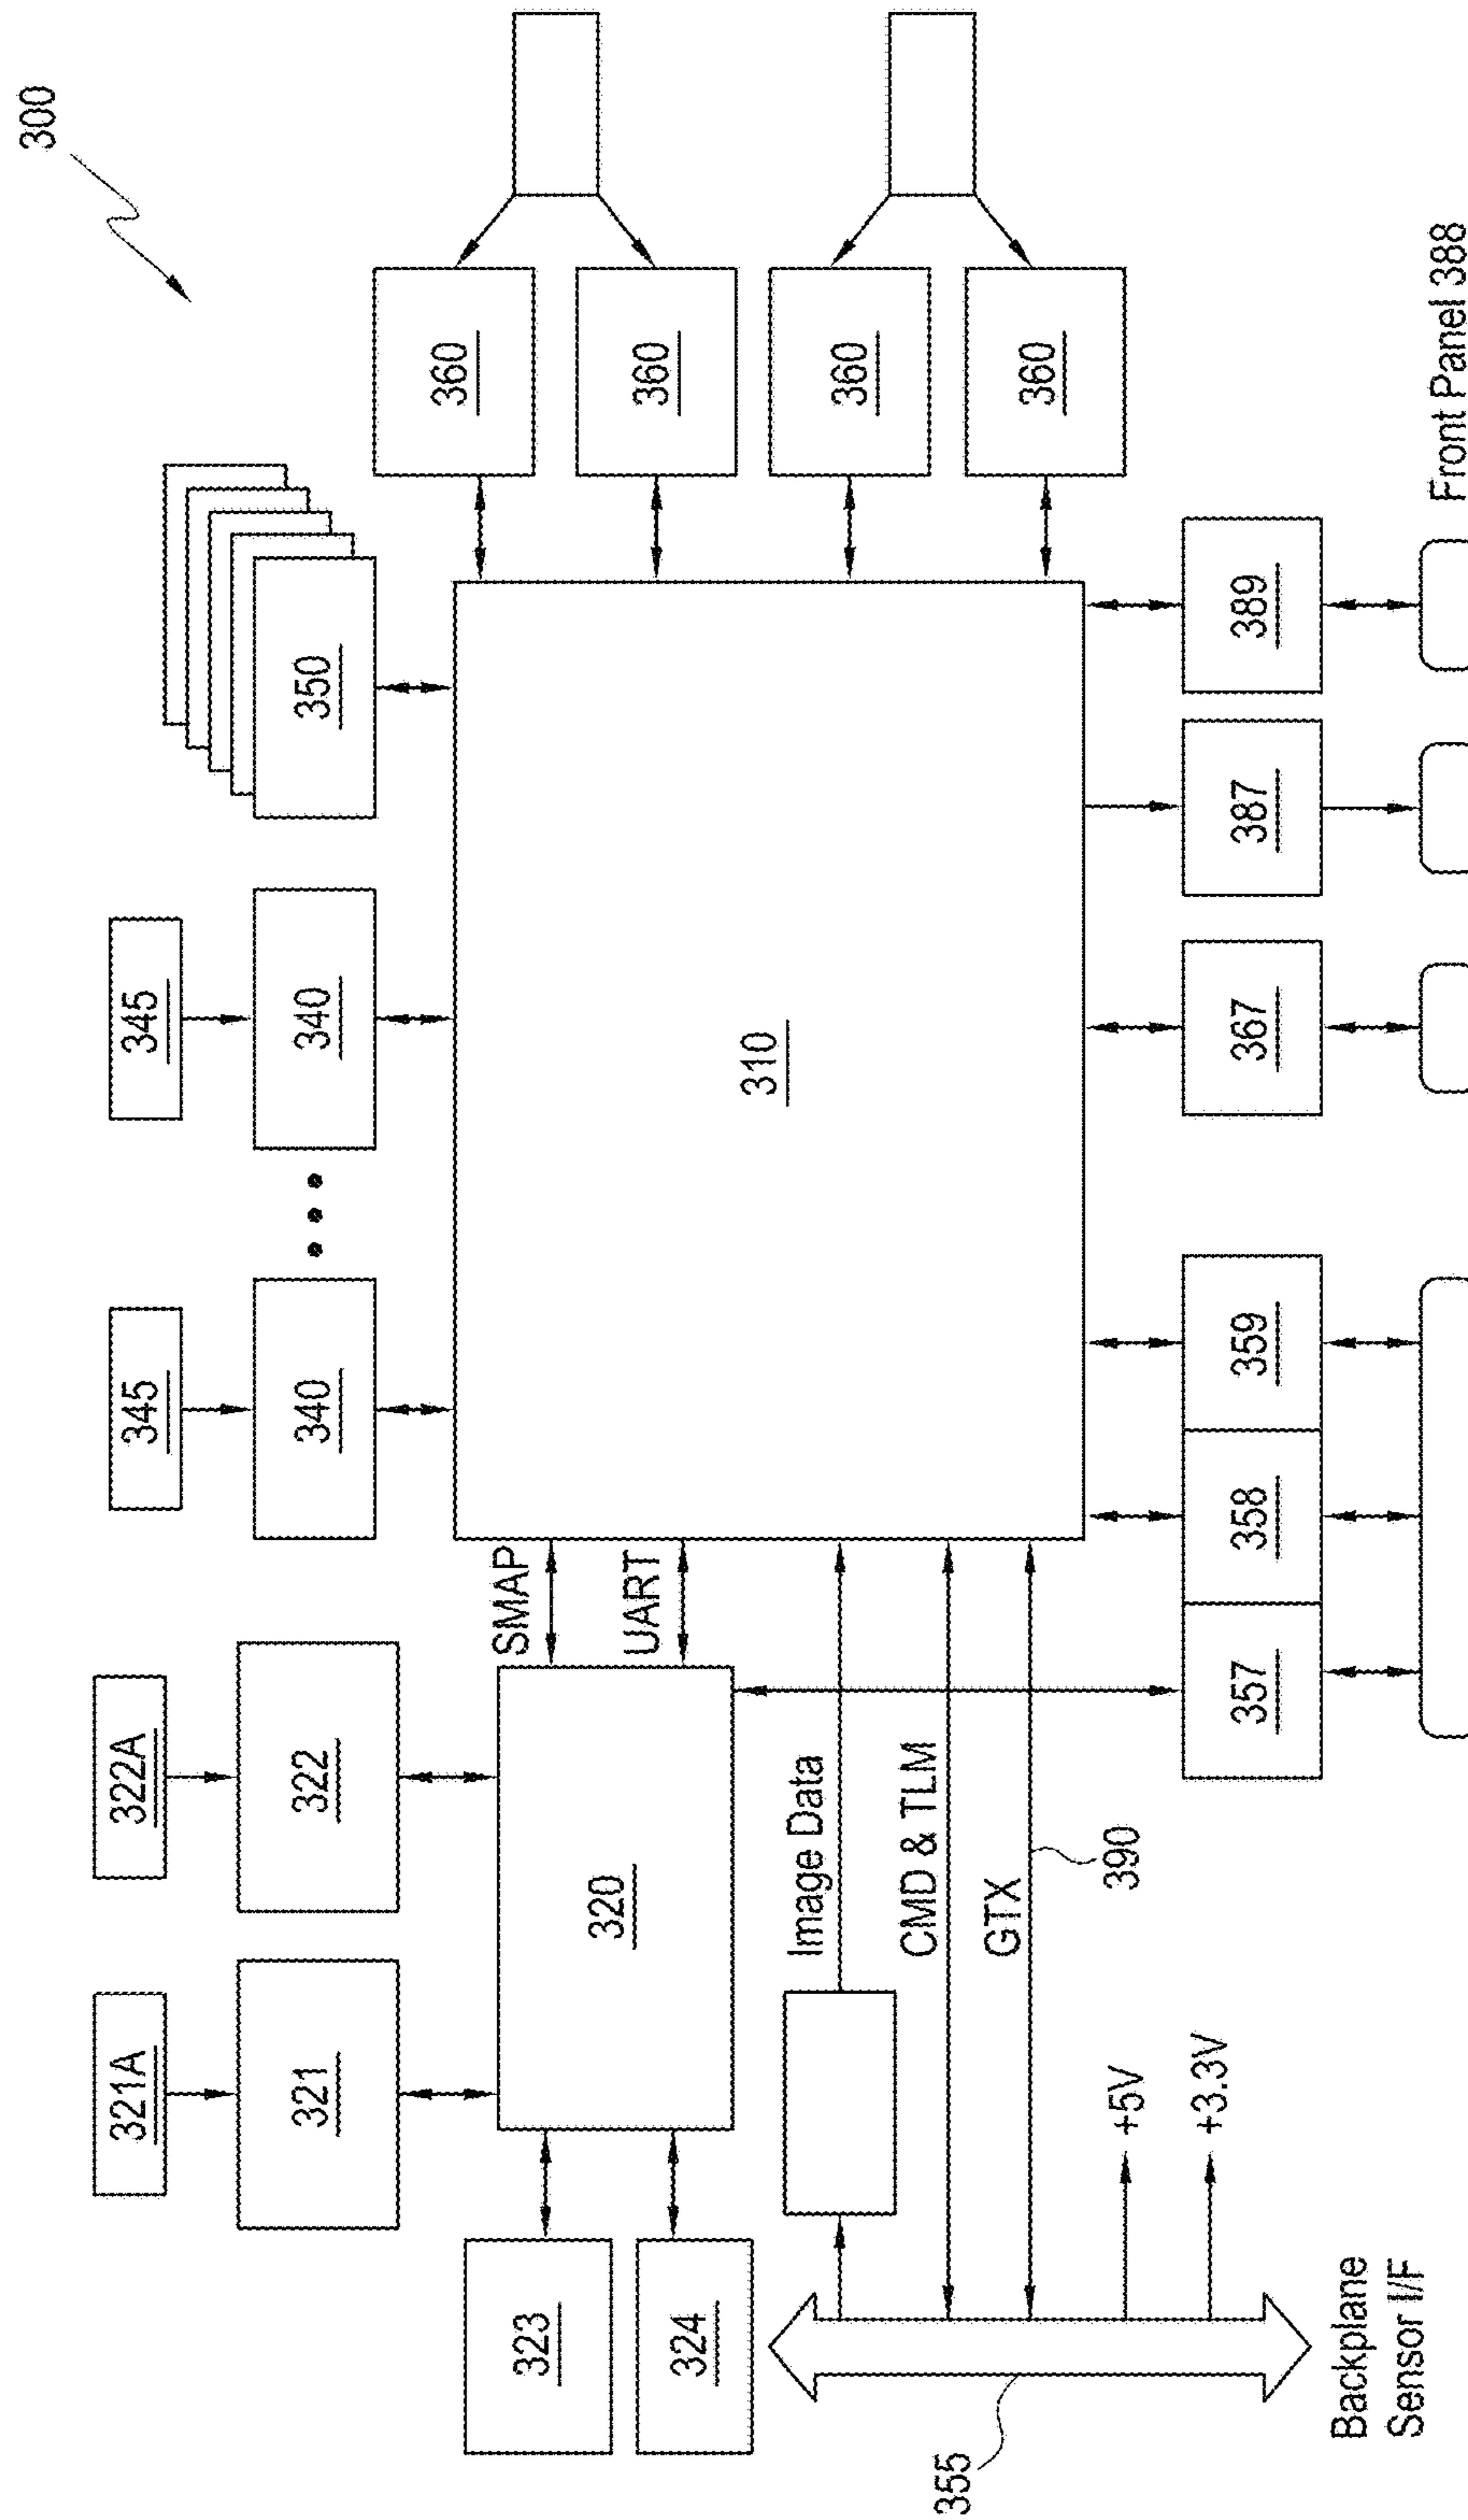 300
321A
322A
345
345
321
322
340
• • •
340
350
323
324
320
SMAP
UART
310
360
360
360
360
Image Data
CMD & TLM
GTX
390
355
+5V
+3.3V
357
358
359
367
387
389
Backplane
Sensor I/F
Front Panel 388